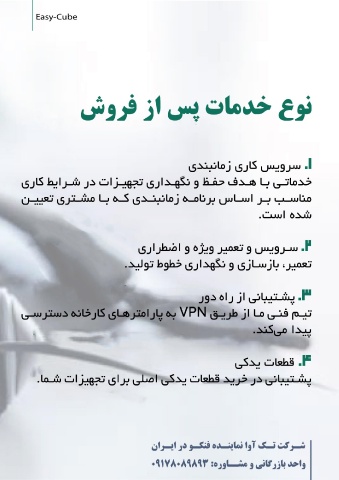 Easy-Cube
نوع خدمات پس از فروش
۱. سرویس کاری زمانبندی
خدماتی با هدف حفظ و نگهداری تجهیزات در شرایط کاری
مناسب بر اساس برنامه زمانبندی که با مشتری تعیین
شده است.
۲. سرویس و تعمیر ویژه و اضطراری
تعمیر، بازسازی و نگهداری خطوط تولید.
۳. پشتیبانی از راه دور
تیم فنی ما از طریق VPN به پارامترهای کارخانه دسترسی
پیدا می‌کند.
۴. قطعات یدکی
پشتیبانی در خرید قطعات یدکی اصلی برای تجهیزات شما.
شرکت تک آوا نماینده فنکو در ایران
واحد بازرگانی و مشاوره: ۰۹۱۷۸۰۸۹۸۹۳